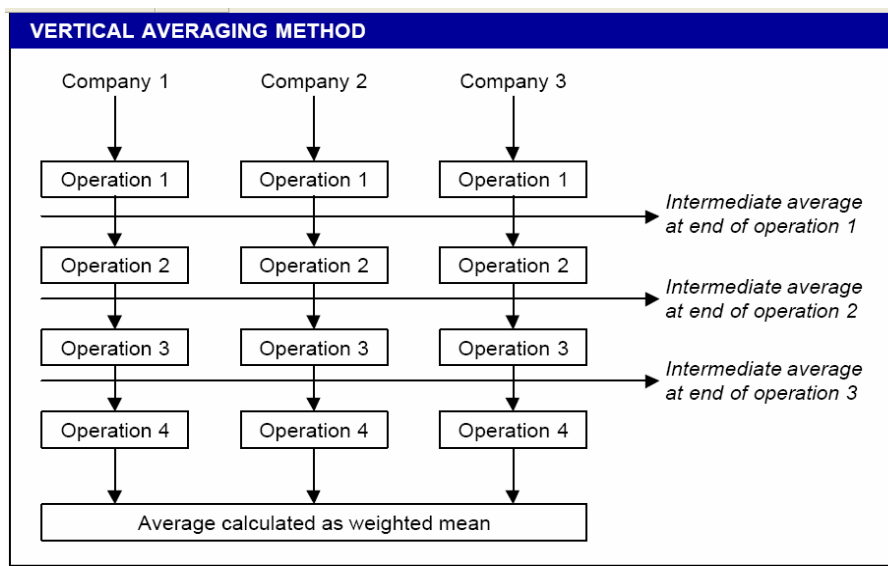 VERTICAL AVERAGING METHOD
Company 1 Company 2 Company 3
Operation 1 Operation 1 Operation 1
Intermediate average
at end of operation 1
Operation 2 Operation 2 Operation 2
Intermediate average
at end of operation 2
Operation 3 Operation 3 Operation 3
Intermediate average
at end of operation 3
Operation 4 Operation 4 Operation 4
Average calculated as weighted mean